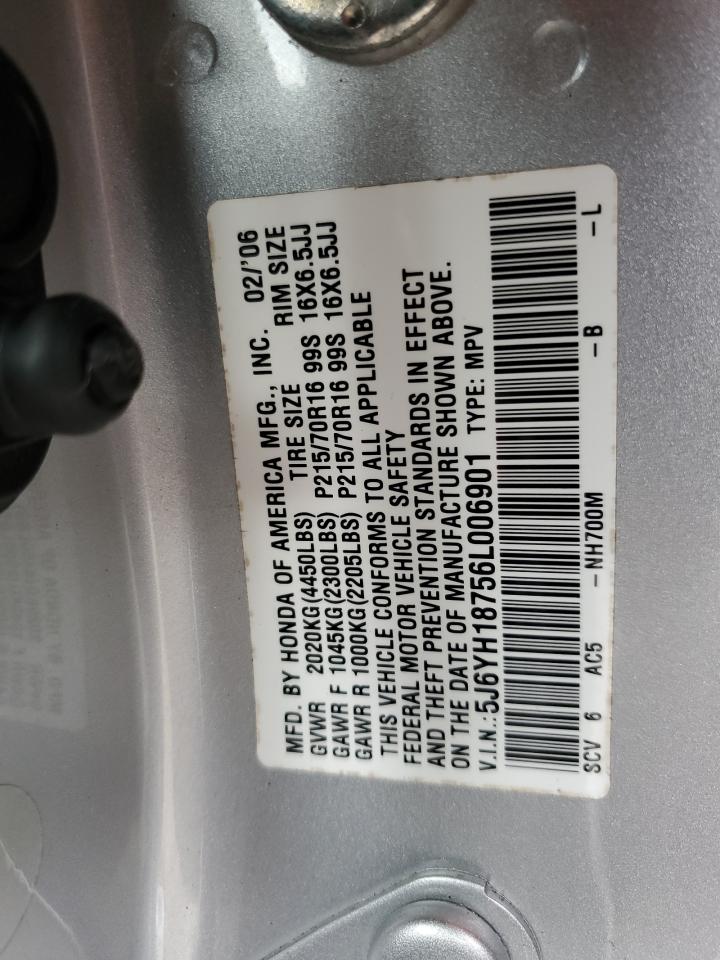 MFD. BY HONDA OF AMERICA MFG., INC. 02/'06
GVWR 2020KG(4450LBS) TIRE SIZE RIM SIZE
GAWR F 1045KG(2300LBS) P215/70R16 99S 16X6.5JJ
GAWR R 1000KG(2205LBS) P215/70R16 99S 16X6.5JJ
THIS VEHICLE CONFORMS TO ALL APPLICABLE
FEDERAL MOTOR VEHICLE SAFETY
AND THEFT PREVENTION STANDARDS IN EFFECT
ON THE DATE OF MANUFACTURE SHOWN ABOVE.
V.I.N.:5J6YH18756L006901 TYPE: MPV
SCV 6 AC5 –NH700M –B –L